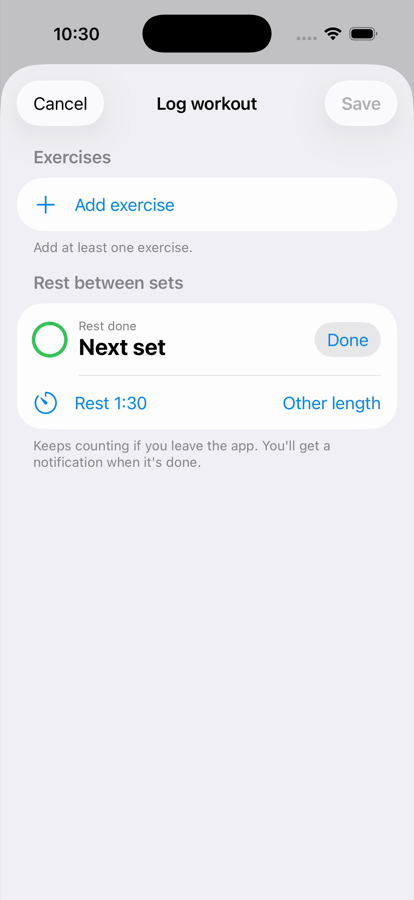 10:30
Cancel
Log workout
Save
Exercises
Add exercise
Add at least one exercise.
Rest between sets
Rest done
Next set
Done
Rest 1:30
Other length
Keeps counting if you leave the app. You'll get a
notification when it's done.